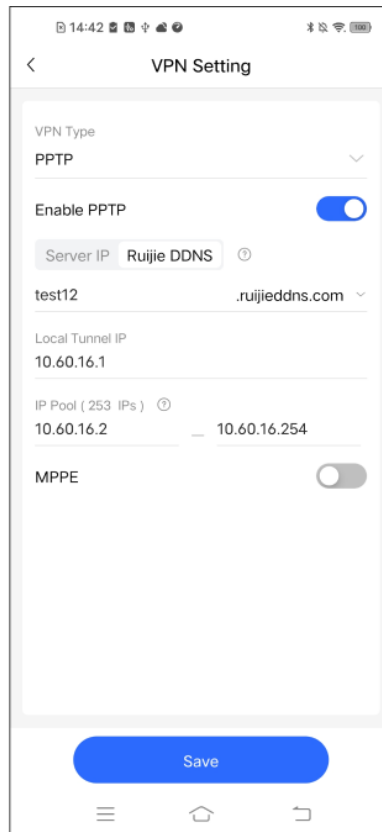 14:42
100
VPN Setting
VPN Type
PPTP
Enable PPTP
Server IP Ruijie DDNS ?
test12 .ruijieddns.com
Local Tunnel IP
10.60.16.1
IP Pool ( 253 IPs ) ?
10.60.16.2 — 10.60.16.254
MPPE
Save